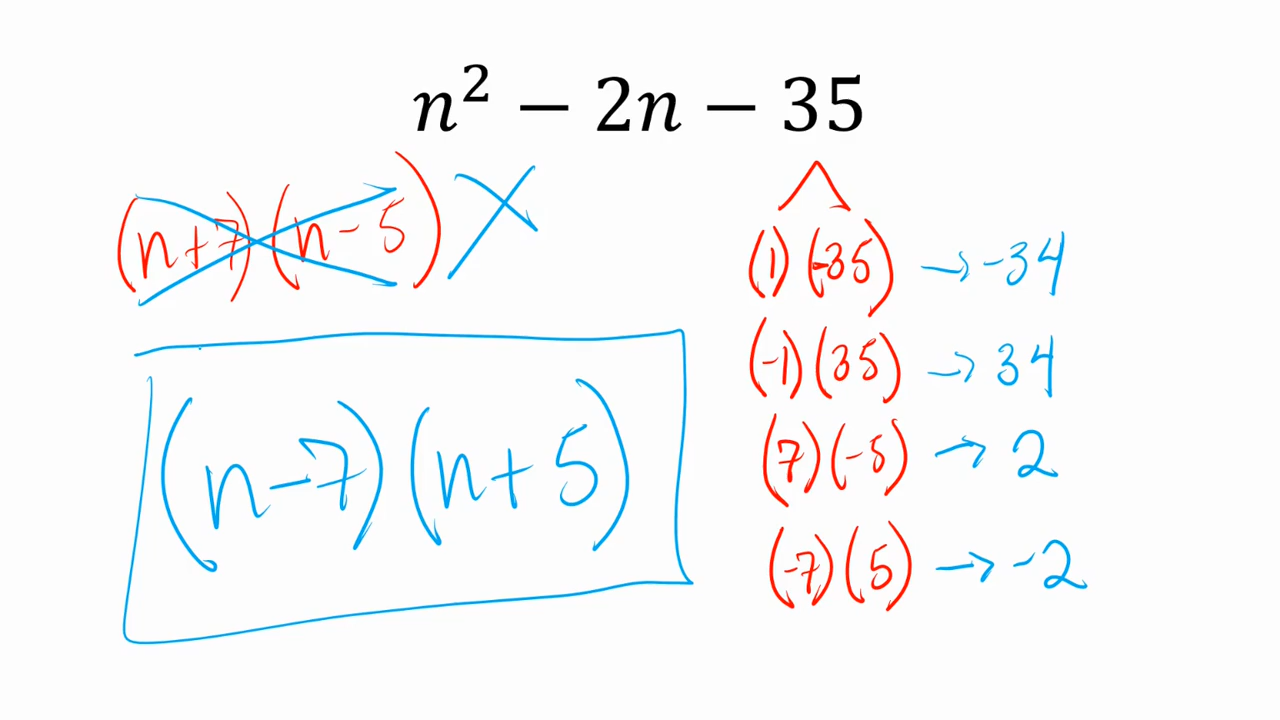 n² − 2n − 35
(n+7)(n-5)
(n-7)(n+5)
(1)(-35) → -34
(-1)(35) → 34
(7)(-5) → 2
(-7)(5) → -2